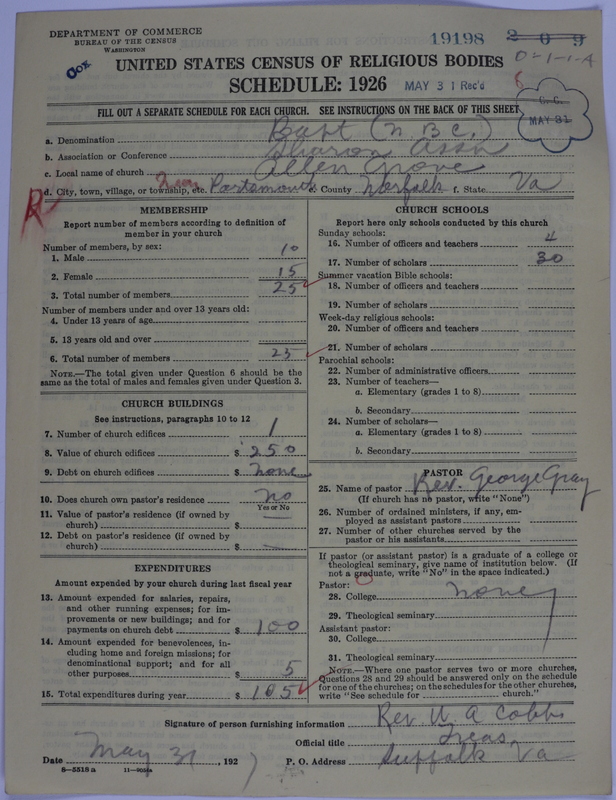 DEPARTMENT OF COMMERCE
BUREAU OF THE CENSUS
WASHINGTON
19198 209
0-1-1-A
Cox
UNITED STATES CENSUS OF RELIGIOUS BODIES
SCHEDULE: 1926
MAY 31 Rec'd
FILL OUT A SEPARATE SCHEDULE FOR EACH CHURCH. SEE INSTRUCTIONS ON THE BACK OF THIS SHEET
MAY 31
a. Denomination Bapt (N.B.C.)
b. Association or Conference Sharon Assn
c. Local name of church Allen Grove
d. City, town, village, or township, etc. Near Portsmouth e. County Norfolk f. State Va
R
MEMBERSHIP
Report number of members according to definition of
member in your church
Number of members, by sex:
1. Male 10
2. Female 15
3. Total number of members 25
Number of members under and over 13 years old:
4. Under 13 years of age
5. 13 years old and over
6. Total number of members 25
NOTE.—The total given under Question 6 should be the
same as the total of males and females given under Question 3.
CHURCH BUILDINGS
See instructions, paragraphs 10 to 12
7. Number of church edifices 1
8. Value of church edifices $ 250
9. Debt on church edifices $ none
10. Does church own pastor's residence no
Yes or No
11. Value of pastor's residence (if owned by
church) $
12. Debt on pastor's residence (if owned by
church) $
EXPENDITURES
Amount expended by your church during last fiscal year
13. Amount expended for salaries, repairs,
and other running expenses; for im-
provements or new buildings; and for
payments on church debt $ 100
14. Amount expended for benevolences, in-
cluding home and foreign missions; for
denominational support; and for all
other purposes $ 5
15. Total expenditures during year $ 105
CHURCH SCHOOLS
Report here only schools conducted by this church
Sunday schools:
16. Number of officers and teachers 4
17. Number of scholars 30
Summer vacation Bible schools:
18. Number of officers and teachers
19. Number of scholars
Week-day religious schools:
20. Number of officers and teachers
21. Number of scholars
Parochial schools:
22. Number of administrative officers
23. Number of teachers—
a. Elementary (grades 1 to 8)
b. Secondary
24. Number of scholars—
a. Elementary (grades 1 to 8)
b. Secondary
PASTOR
25. Name of pastor Rev. George Gray
(If church has no pastor, write "None")
26. Number of ordained ministers, if any, em-
ployed as assistant pastors
27. Number of other churches served by the
pastor or his assistants
If pastor (or assistant pastor) is a graduate of a college or
theological seminary, give name of institution below. (If
not a graduate, write "No" in the space indicated.)
Pastor:
28. College none
29. Theological seminary
Assistant pastor:
30. College
31. Theological seminary
NOTE.—Where one pastor serves two or more churches,
Questions 28 and 29 should be answered only on the schedule
for one of the churches; on the schedules for the other churches,
write "See schedule for church."
Signature of person furnishing information Rev W A Cobbs
Official title Treas
Date May 31, 1927 P. O. Address Suffolk Va
8-5518 a